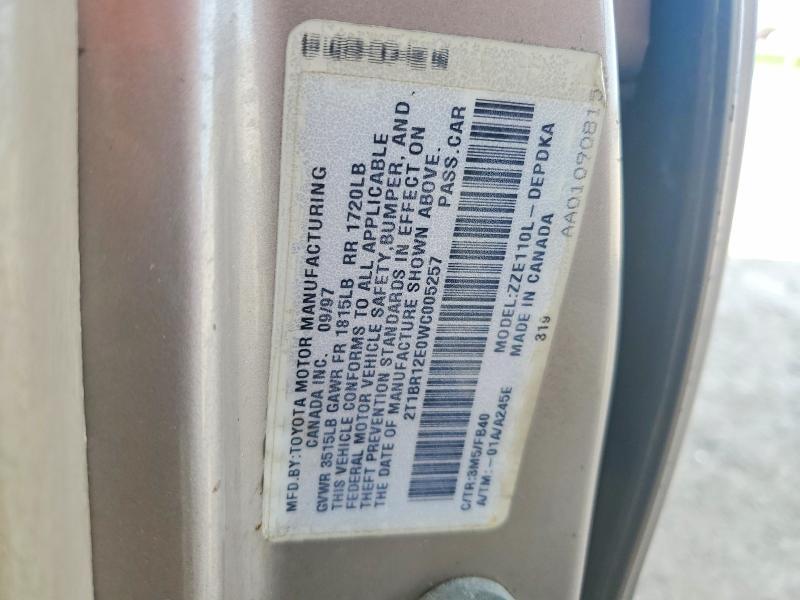 MFD.BY:TOYOTA MOTOR MANUFACTURING
CANADA INC. 09/97
GVWR 3515LB GAWR FR 1815LB RR 1720LB
THIS VEHICLE CONFORMS TO ALL APPLICABLE
FEDERAL MOTOR VEHICLE SAFETY,BUMPER, AND
THEFT PREVENTION STANDARDS IN EFFECT ON
THE DATE OF MANUFACTURE SHOWN ABOVE.
2T1BR12E0WC005257 PASS.CAR
C/TR:3M5/FB40 MODEL:ZZE110L-DEPDKA
A/TM:-01A/A245E MADE IN CANADA
319
AA01090815